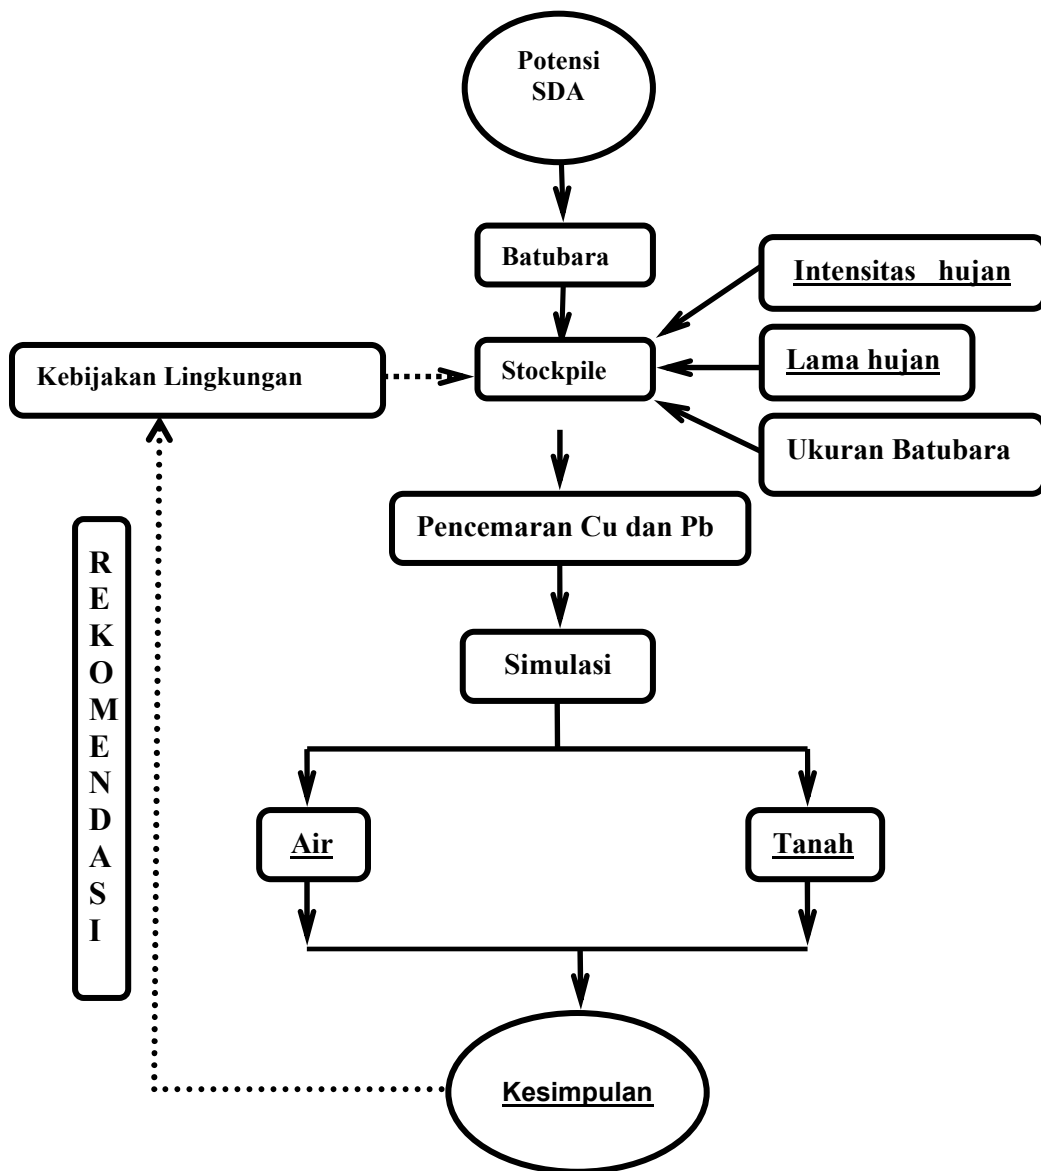 Potensi
SDA
Batubara
Intensitas hujan
Stockpile
Lama hujan
Kebijakan Lingkungan
Ukuran Batubara
Pencemaran Cu dan Pb
R
E
K
O
M
E
N
D
A
S
I
Simulasi
Air
Tanah
Kesimpulan